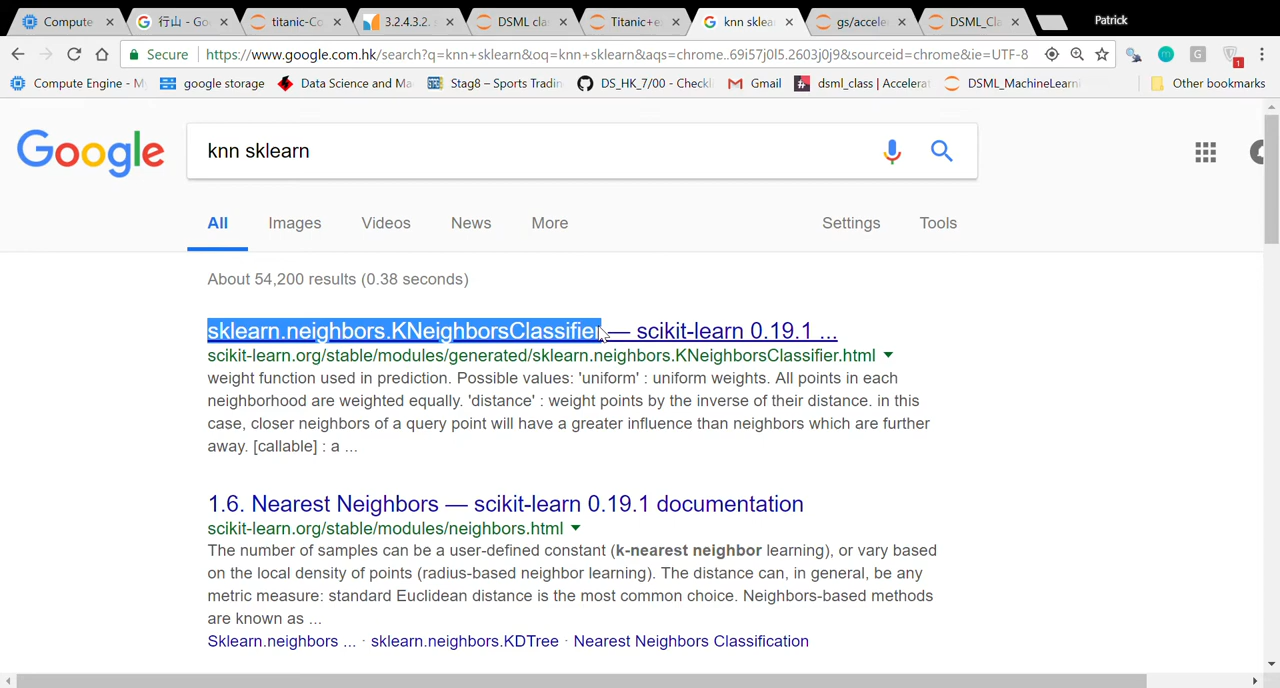 Compute
行山 - Go
titanic-Co
3.2.4.3.2.
DSML cla
Titanic+e
knn sklea
gs/accele
DSML_Cla
Patrick
Secure
https://www.google.com.hk/search?q=knn+sklearn&oq=knn+sklearn&aqs=chrome..69i57j0l5.2603j0j9&sourceid=chrome&ie=UTF-8
G
1
Compute Engine - M
google storage
Data Science and Ma
Stag8 – Sports Tradin
DS_HK_7/00 - Checkl
Gmail
dsml_class | Accelerat
DSML_MachineLearni
Other bookmarks
Google
knn sklearn
All
Images
Videos
News
More
Settings
Tools
About 54,200 results (0.38 seconds)
sklearn.neighbors.KNeighborsClassifier — scikit-learn 0.19.1 ...
scikit-learn.org/stable/modules/generated/sklearn.neighbors.KNeighborsClassifier.html
weight function used in prediction. Possible values: 'uniform' : uniform weights. All points in each
neighborhood are weighted equally. 'distance' : weight points by the inverse of their distance. in this
case, closer neighbors of a query point will have a greater influence than neighbors which are further
away. [callable] : a ...
1.6. Nearest Neighbors — scikit-learn 0.19.1 documentation
scikit-learn.org/stable/modules/neighbors.html
The number of samples can be a user-defined constant (k-nearest neighbor learning), or vary based
on the local density of points (radius-based neighbor learning). The distance can, in general, be any
metric measure: standard Euclidean distance is the most common choice. Neighbors-based methods
are known as ...
Sklearn.neighbors ... · sklearn.neighbors.KDTree · Nearest Neighbors Classification